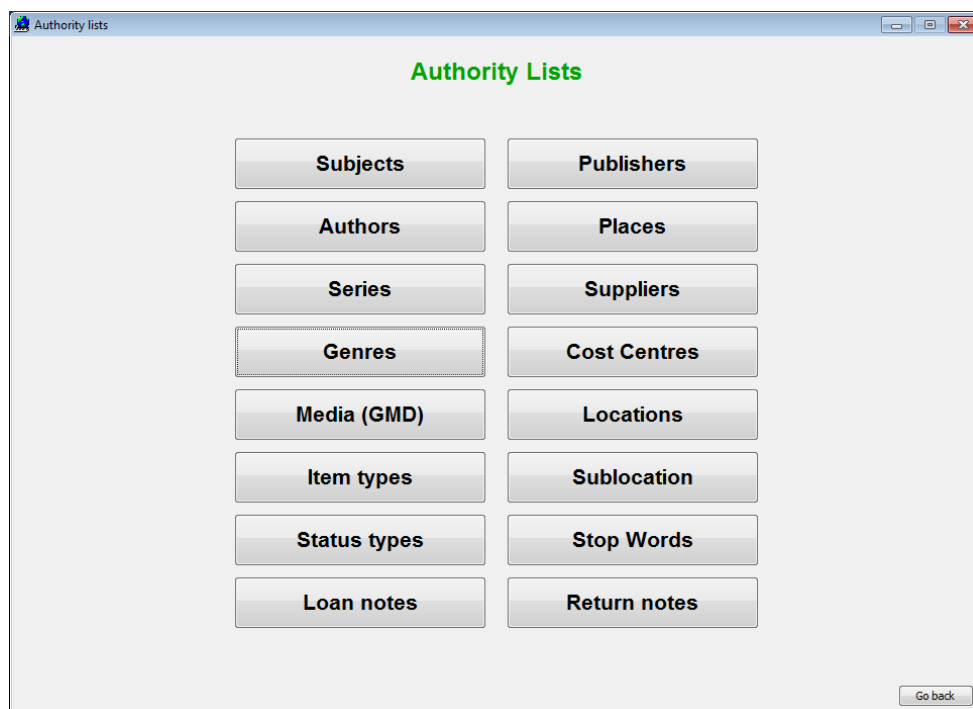 Authority lists
Authority Lists
Subjects
Publishers
Authors
Places
Series
Suppliers
Genres
Cost Centres
Media (GMD)
Locations
Item types
Sublocation
Status types
Stop Words
Loan notes
Return notes
Go back